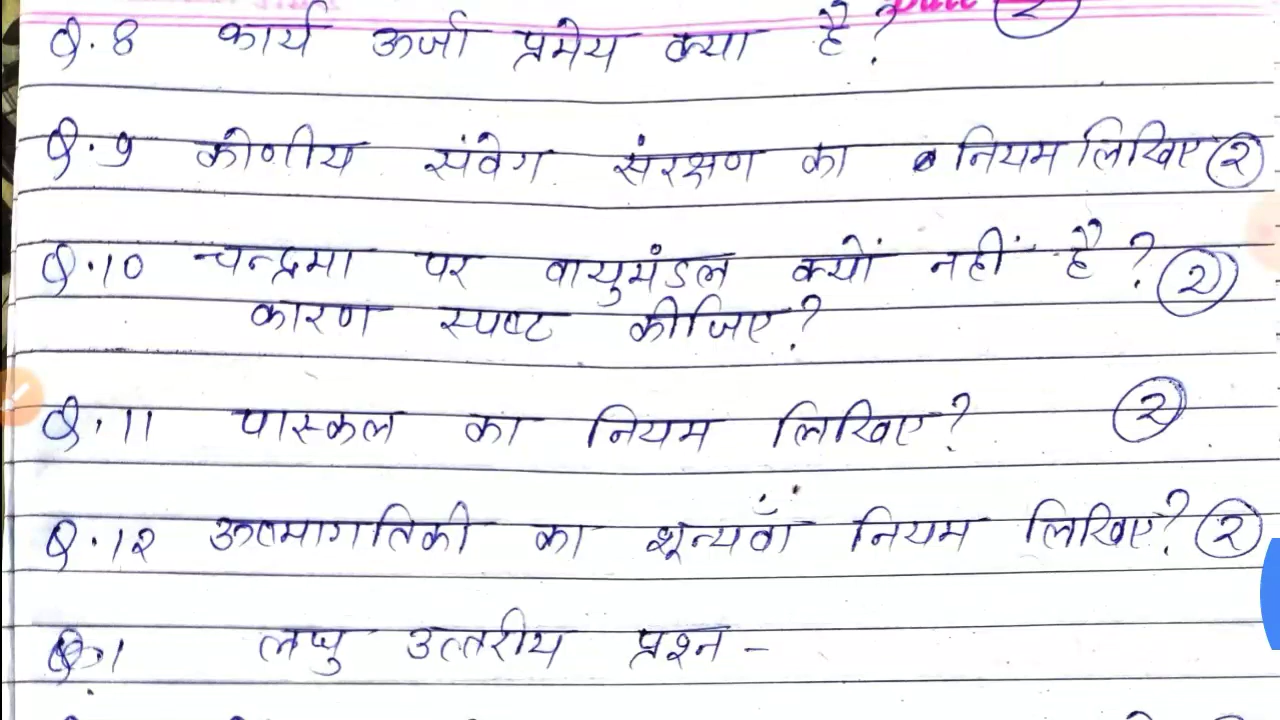 Q.8 कार्य ऊर्जा प्रमेय क्या है? (2)
Q.9 कोणीय संवेग संरक्षण का नियम लिखिए (2)
Q.10 चन्द्रमा पर वायुमंडल क्यों नहीं है? (2)
कारण स्पष्ट कीजिए?
Q.11 पास्कल का नियम लिखिए? (2)
Q.12 ऊष्मागतिकी का शून्यवाँ नियम लिखिए? (2)
Q.1 लघु उत्तरीय प्रश्न -